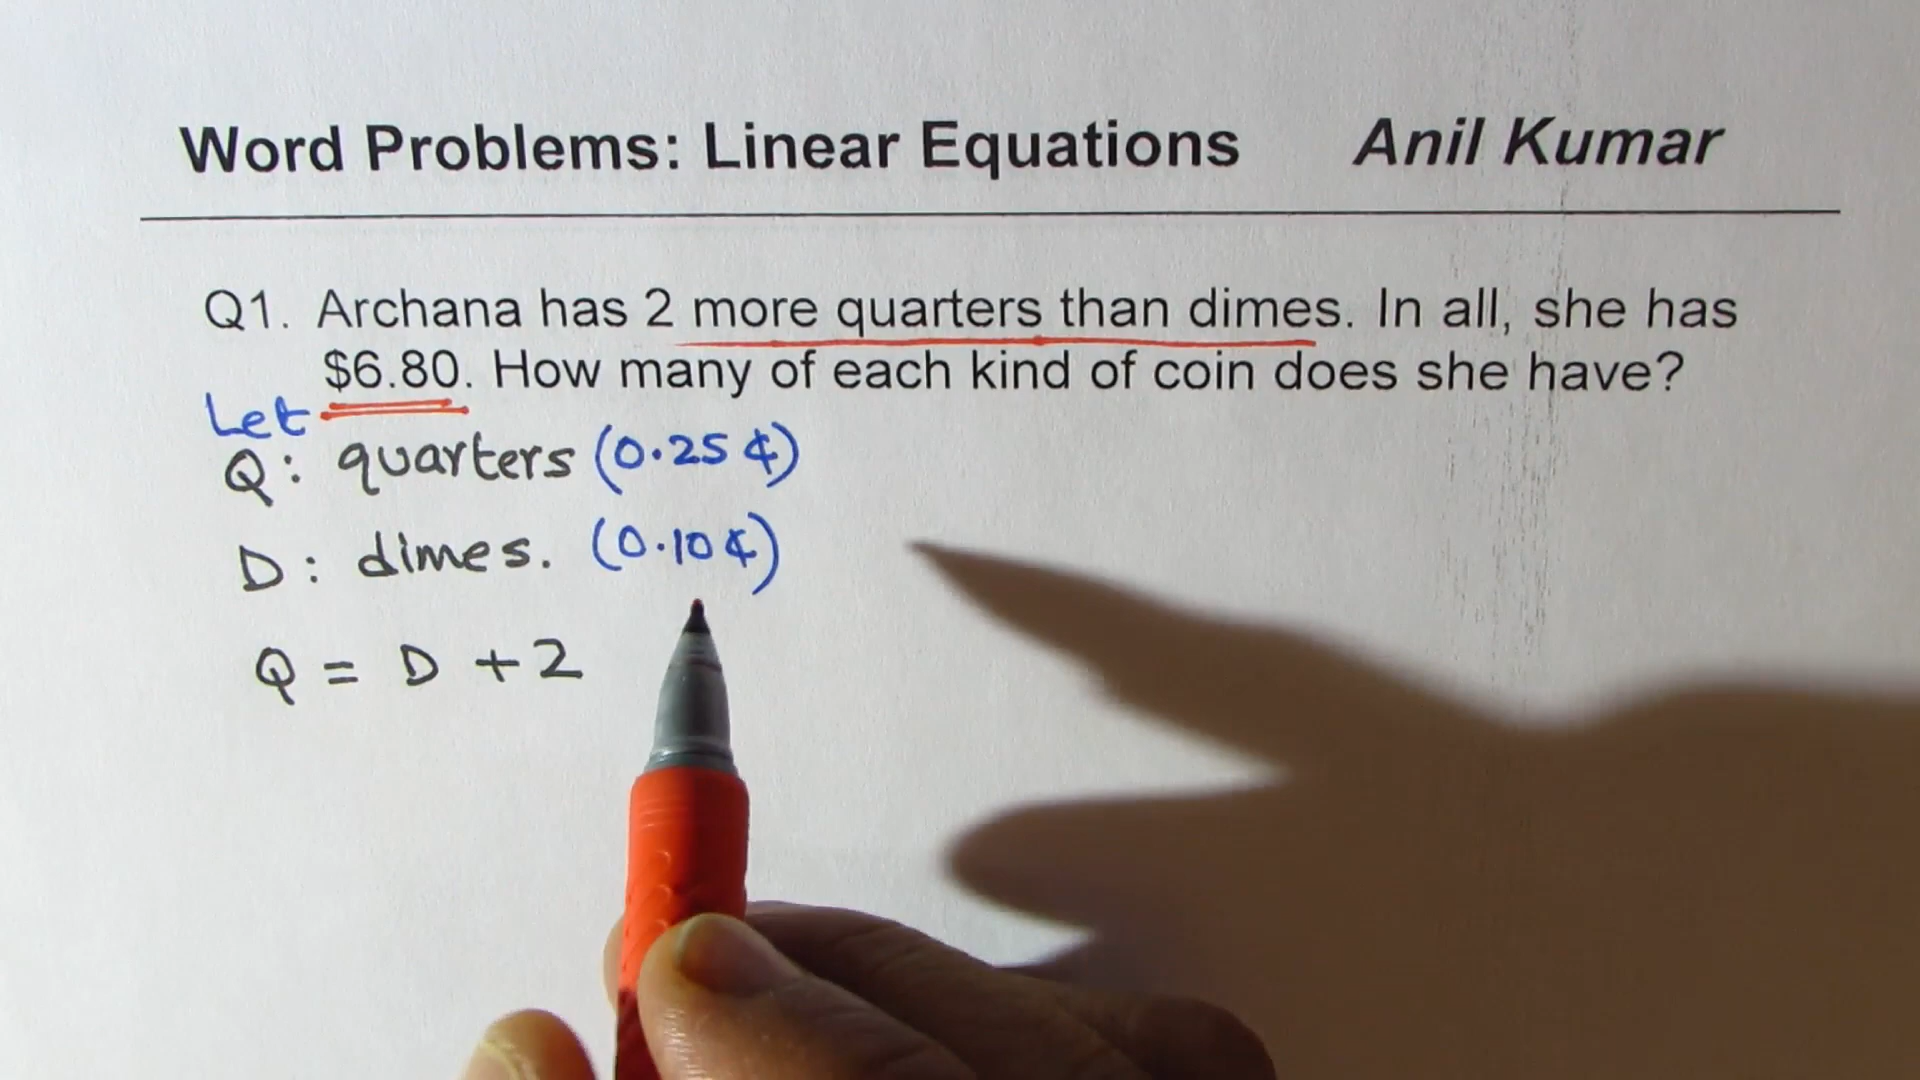 Word Problems: Linear Equations Anil Kumar
Q1. Archana has 2 more quarters than dimes. In all, she has
$6.80. How many of each kind of coin does she have?
Let
Q: quarters (0.25 ¢)
D: dimes. (0.10 ¢)
Q = D + 2